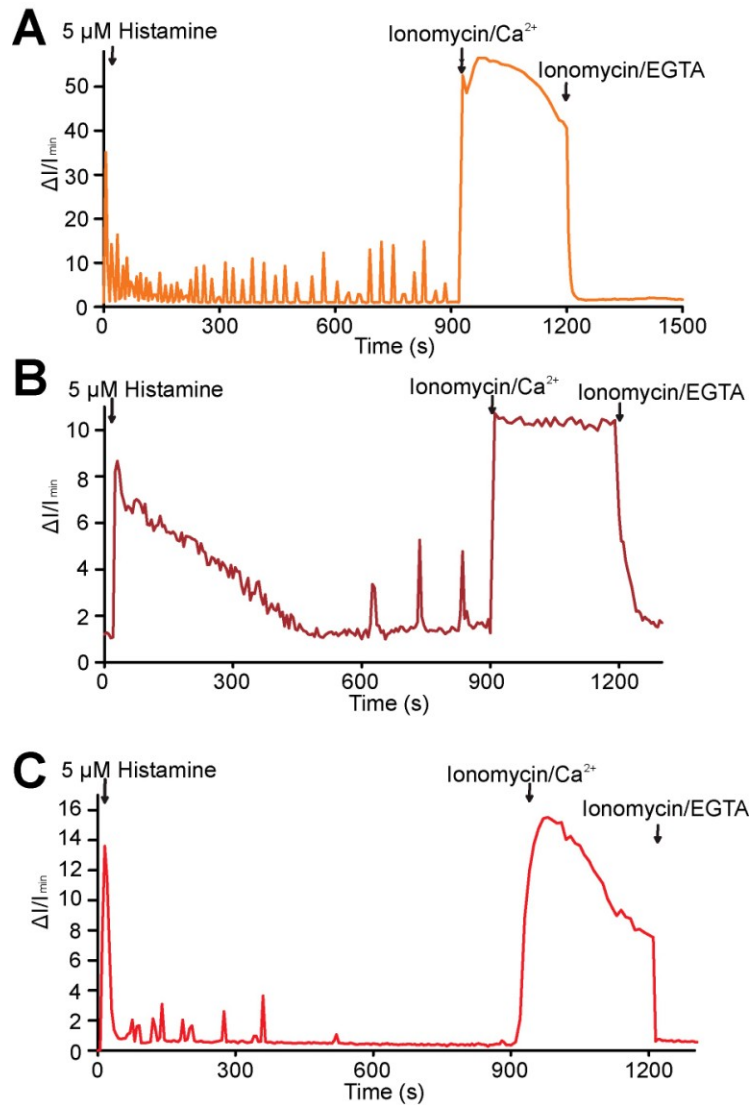 A
5 µM Histamine
Ionomycin/Ca²⁺
Ionomycin/EGTA
ΔI/Imin
50
40
30
20
10
0
0 300 600 900 1200 1500
Time (s)
B
5 µM Histamine
Ionomycin/Ca²⁺
Ionomycin/EGTA
ΔI/Imin
10
8
6
4
2
0
0 300 600 900 1200
Time (s)
C
5 µM Histamine
Ionomycin/Ca²⁺
Ionomycin/EGTA
ΔI/Imin
16
14
12
10
8
6
4
2
0
0 300 600 900 1200
Time (s)